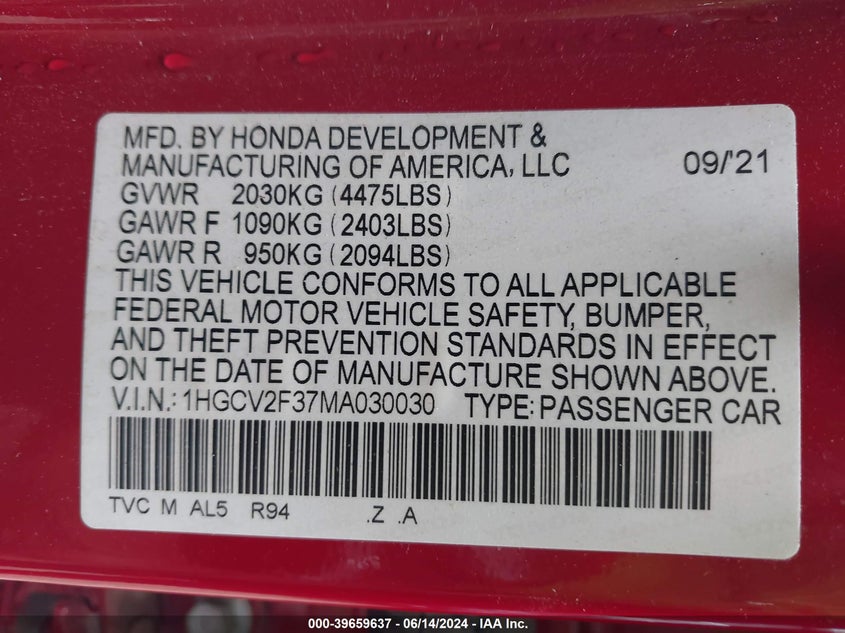 MFD. BY HONDA DEVELOPMENT &
MANUFACTURING OF AMERICA, LLC 09/'21
GVWR 2030KG (4475LBS)
GAWR F 1090KG (2403LBS)
GAWR R 950KG (2094LBS)
THIS VEHICLE CONFORMS TO ALL APPLICABLE
FEDERAL MOTOR VEHICLE SAFETY, BUMPER,
AND THEFT PREVENTION STANDARDS IN EFFECT
ON THE DATE OF MANUFACTURE SHOWN ABOVE.
V.I.N.: 1HGCV2F37MA030030 TYPE: PASSENGER CAR
TVC M AL5 R94 .Z .A
000-39659637 - 06/14/2024 - IAA Inc.